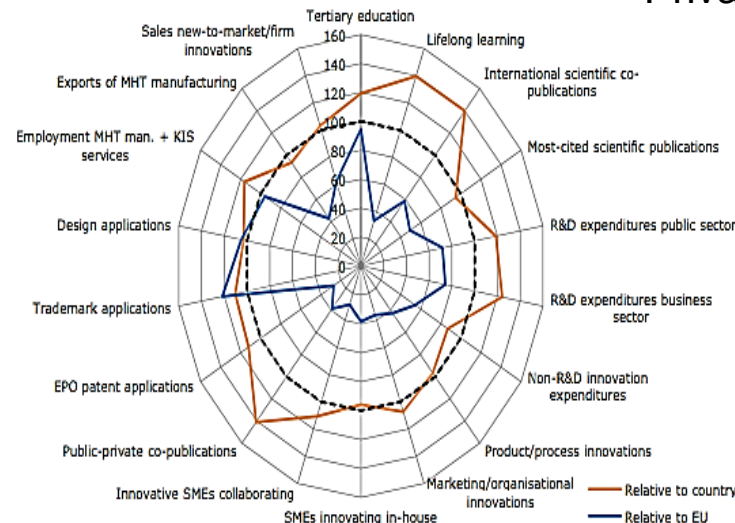 Priva
Tertiary education
Sales new-to-market/firm
innovations
Lifelong learning
Exports of MHT manufacturing
International scientific co-
publications
Employment MHT man. + KIS
services
Most-cited scientific publications
Design applications
R&D expenditures public sector
Trademark applications
R&D expenditures business
sector
EPO patent applications
Non-R&D innovation
expenditures
Public-private co-publications
Product/process innovations
Innovative SMEs collaborating
Marketing/organisational
innovations
SMEs innovating in-house
160
140
120
100
80
60
40
20
0
Relative to country
Relative to EU